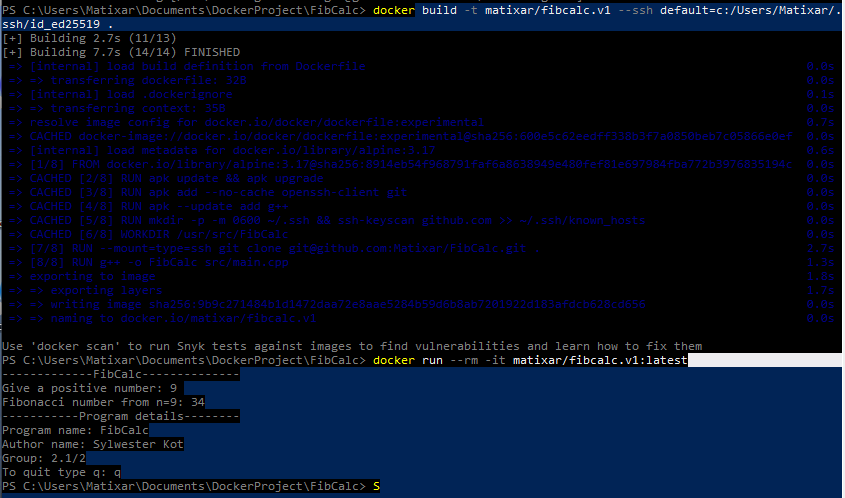 PS C:\Users\Matixar\Documents\DockerProject\FibCalc> docker build -t matixar/fibcalc.v1 --ssh default=c:/Users/Matixar/.
ssh/id_ed25519 .
[+] Building 2.7s (11/13)
[+] Building 7.7s (14/14) FINISHED
=> [internal] load build definition from Dockerfile 0.0s
=> => transferring dockerfile: 32B 0.0s
=> [internal] load .dockerignore 0.1s
=> => transferring context: 35B 0.0s
=> resolve image config for docker.io/docker/dockerfile:experimental 0.7s
=> CACHED docker-image://docker.io/docker/dockerfile:experimental 0.0s
=> [internal] load metadata for docker.io/library/alpine:3.17 0.6s
=> [1/8] FROM docker.io/library/alpine:3.17 0.0s
=> CACHED [2/8] RUN apk update && apk upgrade 0.0s
=> CACHED [3/8] RUN apk add --no-cache openssh-client git 0.0s
=> CACHED [4/8] RUN apk --update add g++ 0.0s
=> CACHED [5/8] RUN mkdir -p -m 0600 ~/.ssh && ssh-keyscan github.com >> ~/.ssh/known_hosts 0.0s
=> CACHED [6/8] WORKDIR /usr/src/FibCalc 0.0s
=> [7/8] RUN --mount=type=ssh git clone git@github.com:Matixar/FibCalc.git . 2.7s
=> [8/8] RUN g++ -o FibCalc src/main.cpp 1.3s
=> exporting to image 1.8s
=> => exporting layers 1.7s
=> => writing image 0.0s
=> => naming to docker.io/matixar/fibcalc.v1 0.0s
Use 'docker scan' to run Snyk tests against images to find vulnerabilities and learn how to fix them
PS C:\Users\Matixar\Documents\DockerProject\FibCalc> docker run --rm -it matixar/fibcalc.v1:latest
-------------FibCalc--------------
Give a positive number: 9
Fibonacci number from n=9: 34
-----------Program details--------
Program name: FibCalc
Author name: Sylwester Kot
Group: 2.1/2
To quit type q: q
PS C:\Users\Matixar\Documents\DockerProject\FibCalc> S